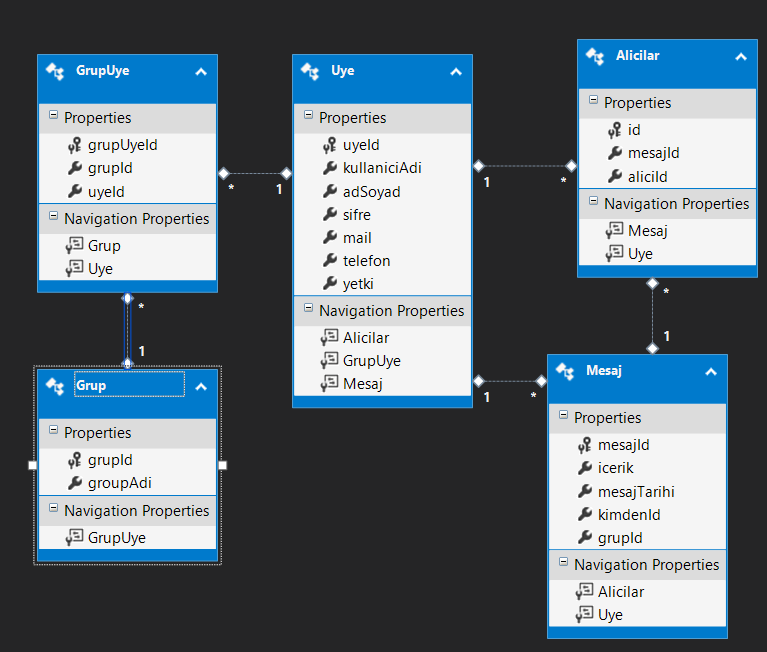 GrupUye
Properties
grupUyeId
grupId
uyeId
Navigation Properties
Grup
Uye
*
1
Uye
Properties
uyeId
kullaniciAdi
adSoyad
sifre
mail
telefon
yetki
Navigation Properties
Alicilar
GrupUye
Mesaj
1
*
Alicilar
Properties
id
mesajId
aliciId
Navigation Properties
Mesaj
Uye
*
1
Grup
Properties
grupId
groupAdi
Navigation Properties
GrupUye
*
1
1
*
Mesaj
Properties
mesajId
icerik
mesajTarihi
kimdenId
grupId
Navigation Properties
Alicilar
Uye